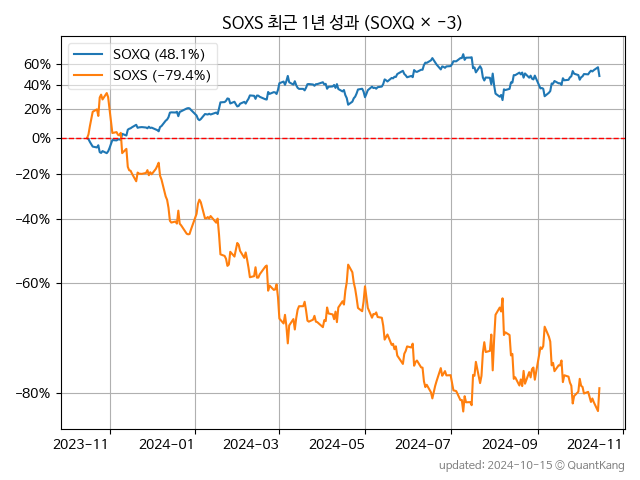 SOXS 최근 1년 성과 (SOXQ × −3)
SOXQ (48.1%)
SOXS (−79.4%)
60%
40%
20%
0%
−20%
−40%
−60%
−80%
2023-11 2024-01 2024-03 2024-05 2024-07 2024-09 2024-11
updated: 2024-10-15 © QuantKang